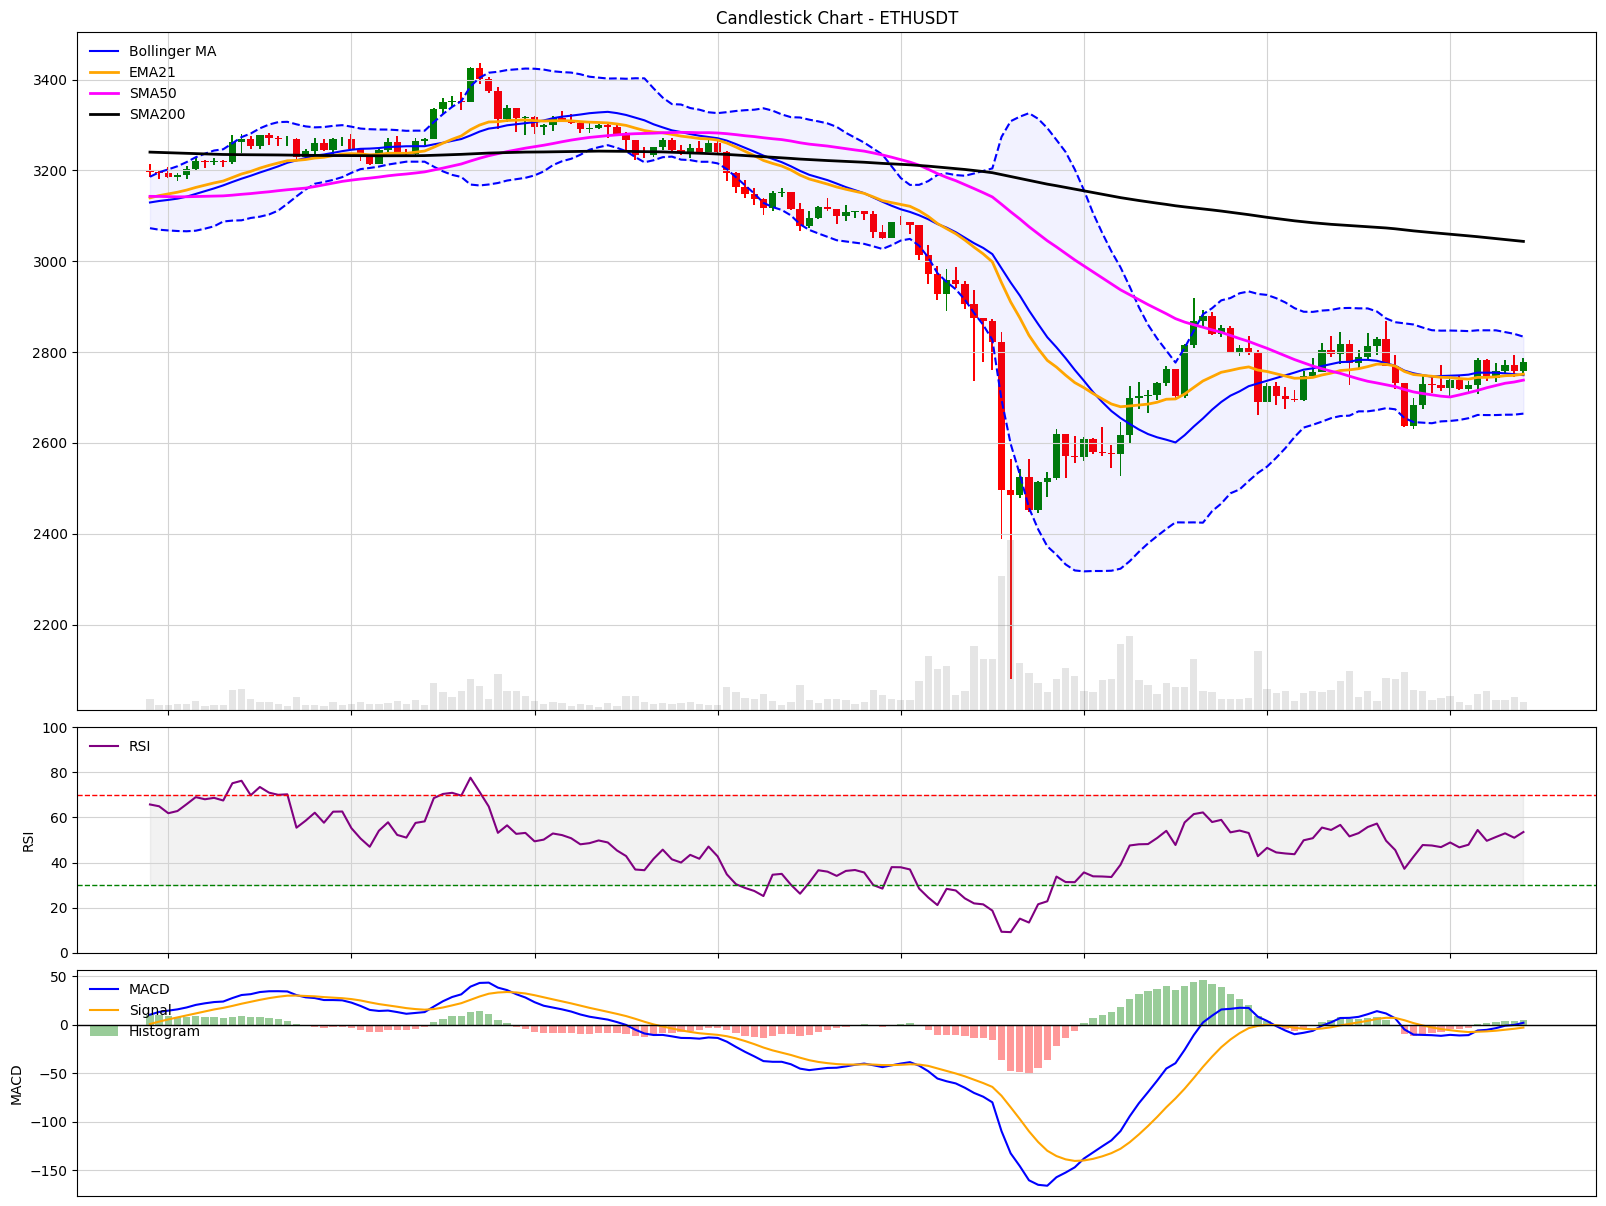 Candlestick Chart - ETHUSDT
Bollinger MA
EMA21
SMA50
SMA200
3400
3200
3000
2800
2600
2400
2200
RSI
100
80
60
40
20
0
RSI
MACD
Signal
Histogram
50
0
−50
−100
−150
MACD